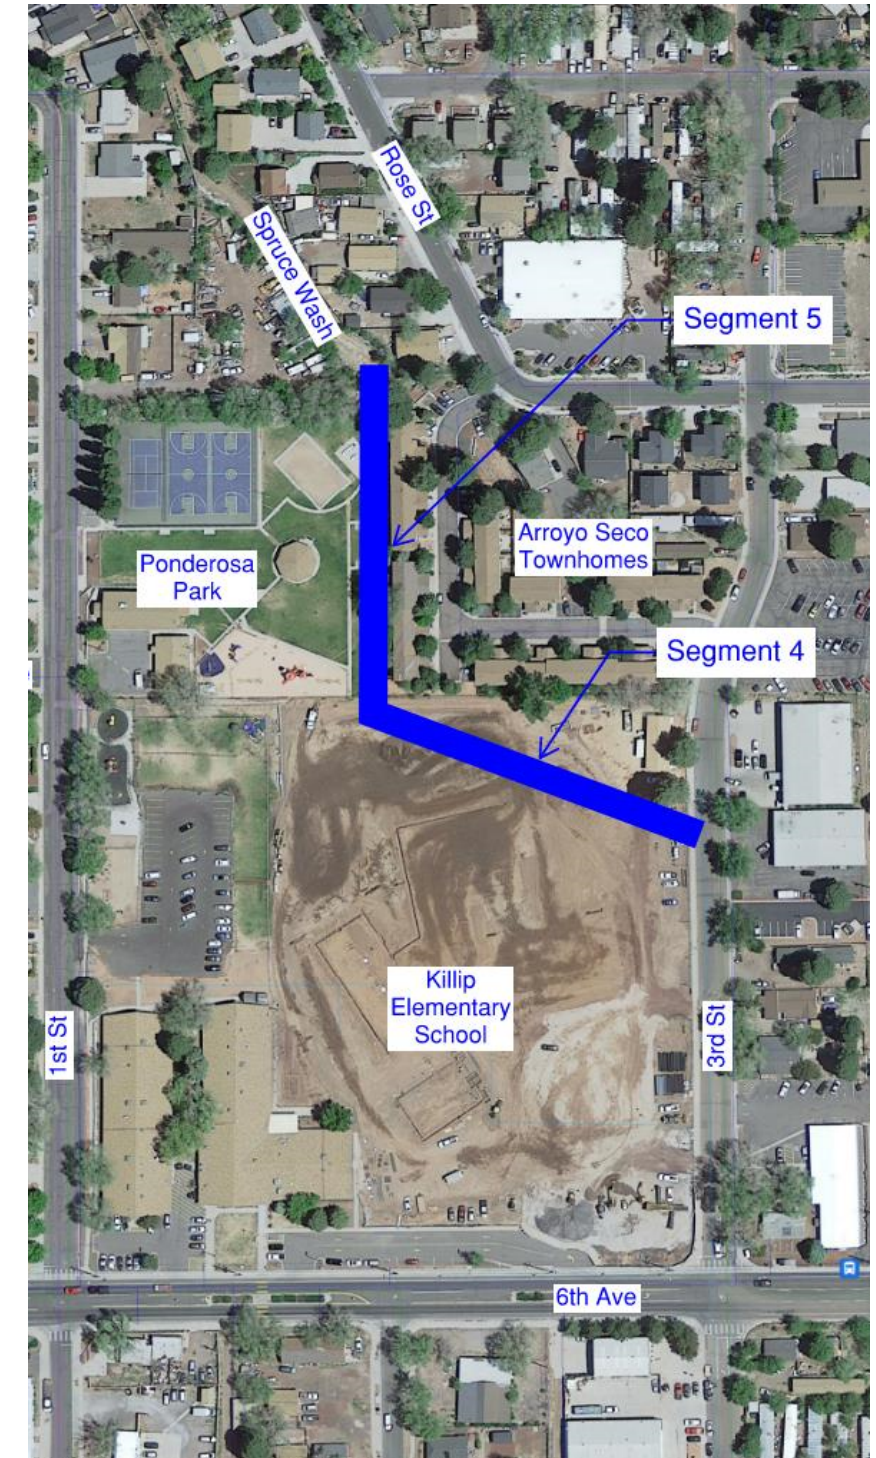 Rose St
Spruce Wash
Segment 5
Arroyo Seco
Townhomes
Ponderosa
Park
Segment 4
Killip
Elementary
School
1st St
3rd St
6th Ave